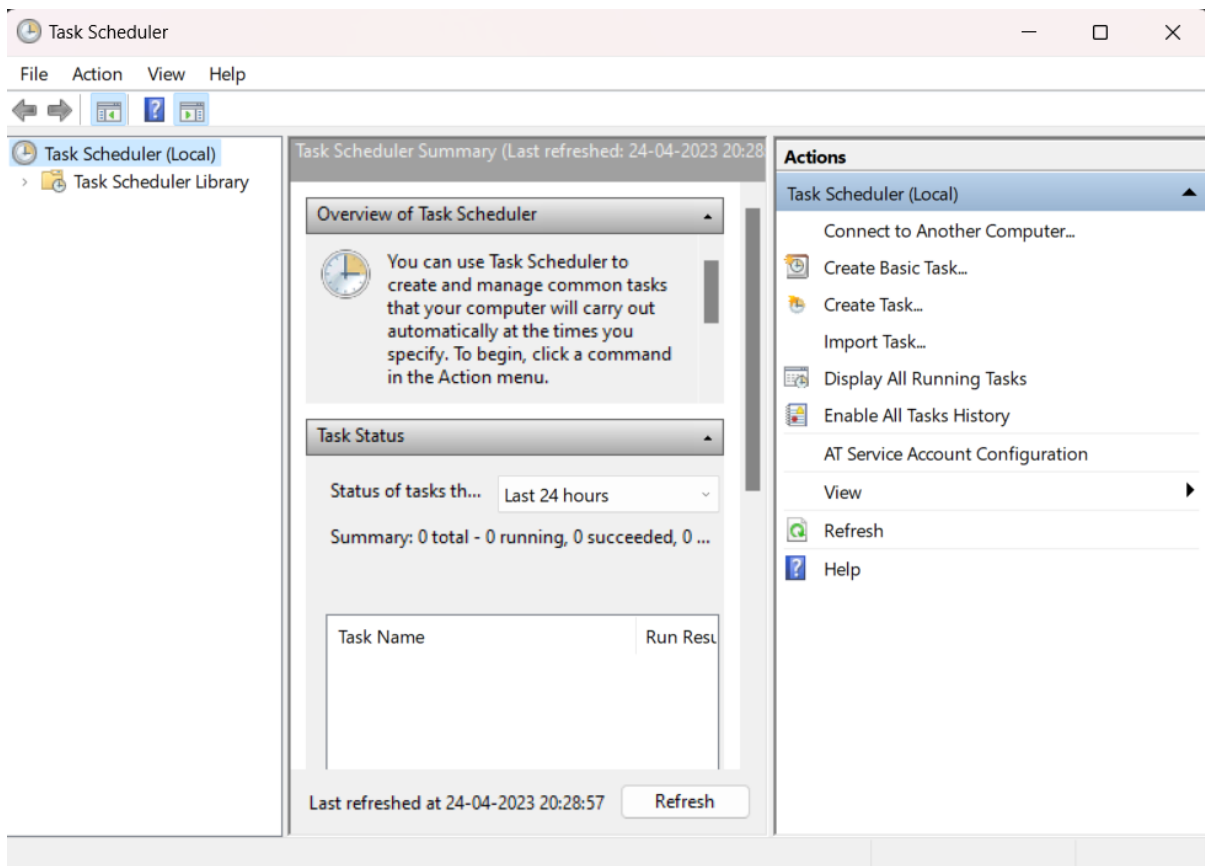 Task Scheduler
File Action View Help
Task Scheduler (Local)
Task Scheduler Library
Task Scheduler Summary (Last refreshed: 24-04-2023 20:28
Overview of Task Scheduler
You can use Task Scheduler to
create and manage common tasks
that your computer will carry out
automatically at the times you
specify. To begin, click a command
in the Action menu.
Task Status
Status of tasks th... Last 24 hours
Summary: 0 total - 0 running, 0 succeeded, 0 ...
Task Name Run Resu
Last refreshed at 24-04-2023 20:28:57 Refresh
Actions
Task Scheduler (Local)
Connect to Another Computer...
Create Basic Task...
Create Task...
Import Task...
Display All Running Tasks
Enable All Tasks History
AT Service Account Configuration
View
Refresh
Help